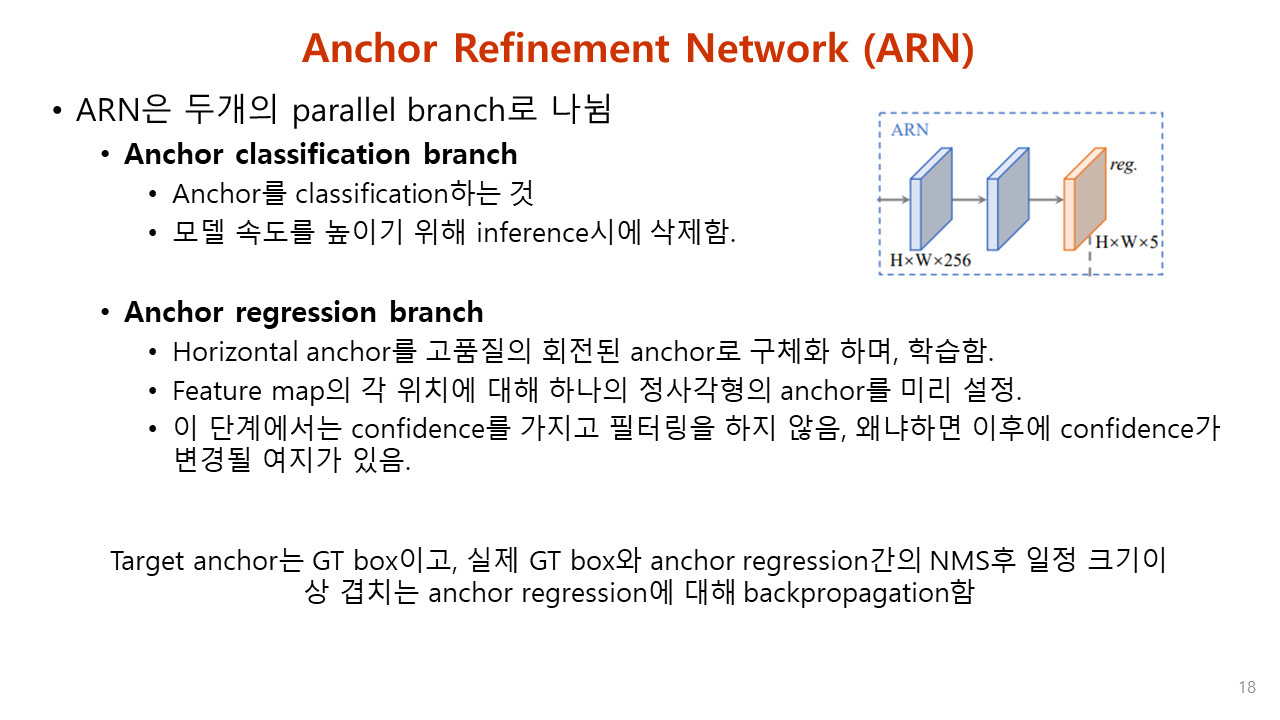 Anchor Refinement Network (ARN)
• ARN은 두개의 parallel branch로 나뉨
• Anchor classification branch
• Anchor를 classification하는 것
• 모델 속도를 높이기 위해 inference시에 삭제함.
ARN
reg.
H×W×256
H×W×5
• Anchor regression branch
• Horizontal anchor를 고품질의 회전된 anchor로 구체화 하며, 학습함.
• Feature map의 각 위치에 대해 하나의 정사각형의 anchor를 미리 설정.
• 이 단계에서는 confidence를 가지고 필터링을 하지 않음, 왜냐하면 이후에 confidence가
변경될 여지가 있음.
Target anchor는 GT box이고, 실제 GT box와 anchor regression간의 NMS후 일정 크기이
상 겹치는 anchor regression에 대해 backpropagation함
18